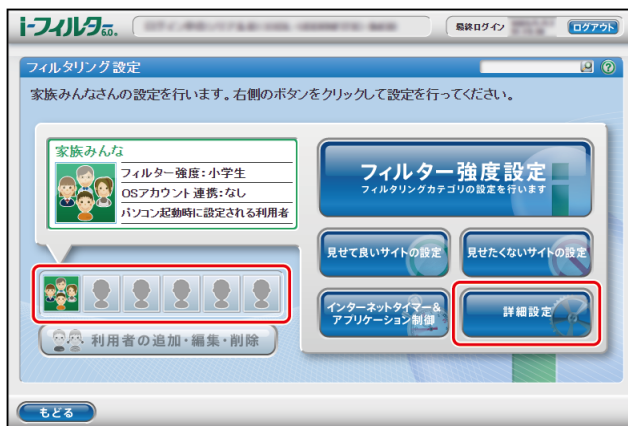 i-フィルター6.0.
最終ログイン
ログアウト
フィルタリング設定
家族みんなさんの設定を行います。右側のボタンをクリックして設定を行ってください。
家族みんな
フィルター強度:小学生
OSアカウント連携:なし
パソコン起動時に設定される利用者
利用者の追加・編集・削除
フィルター強度設定
フィルタリングカテゴリの設定を行います
見せて良いサイトの設定
見せたくないサイトの設定
インターネットタイマー&
アプリケーション制御
詳細設定
もどる